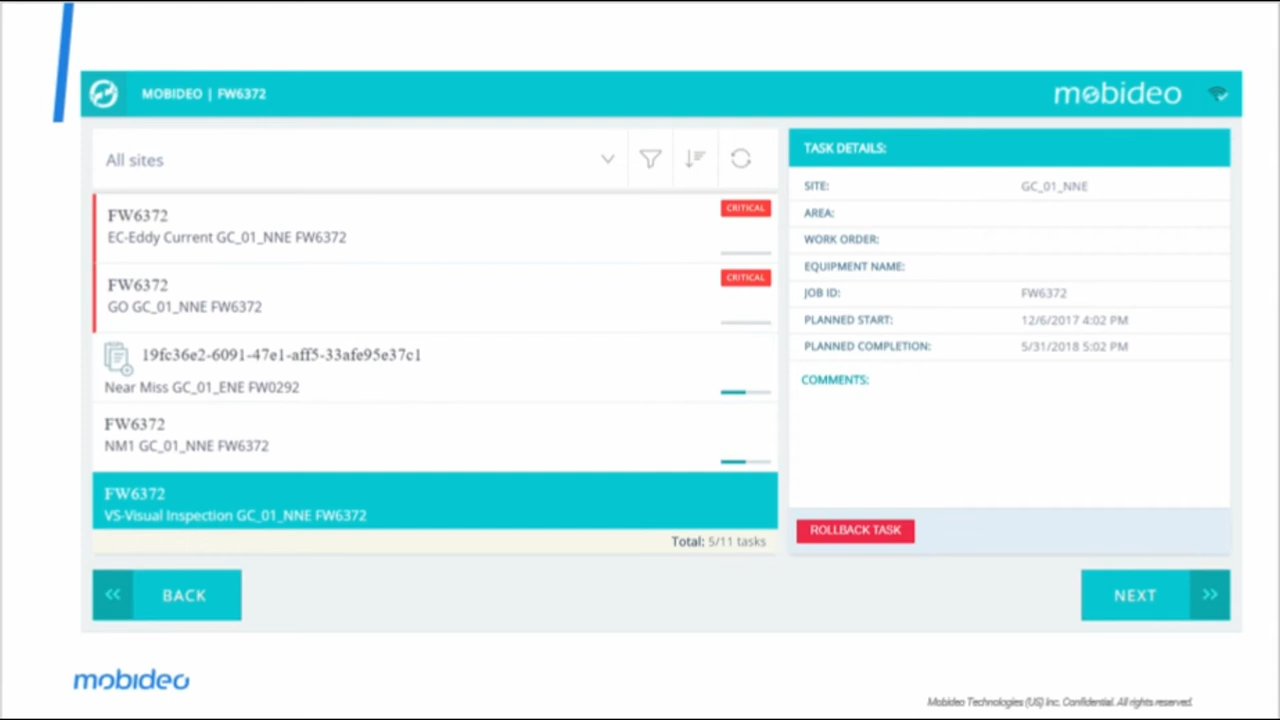 MOBIDEO | FW6372
mobideo
All sites
FW6372
CRITICAL
EC-Eddy Current GC_01_NNE FW6372
FW6372
CRITICAL
GO GC_01_NNE FW6372
19fc36e2-6091-47e1-aff5-33afe95e37c1
Near Miss GC_01_ENE FW0292
FW6372
NM1 GC_01_NNE FW6372
FW6372
VS-Visual Inspection GC_01_NNE FW6372
Total: 5/11 tasks
TASK DETAILS:
SITE: GC_01_NNE
AREA:
WORK ORDER:
EQUIPMENT NAME:
JOB ID: FW6372
PLANNED START: 12/6/2017 4:02 PM
PLANNED COMPLETION: 5/31/2018 5:02 PM
COMMENTS:
ROLLBACK TASK
<< BACK
NEXT >>
mobideo
Mobideo Technologies (US) Inc. Confidential. All rights reserved.